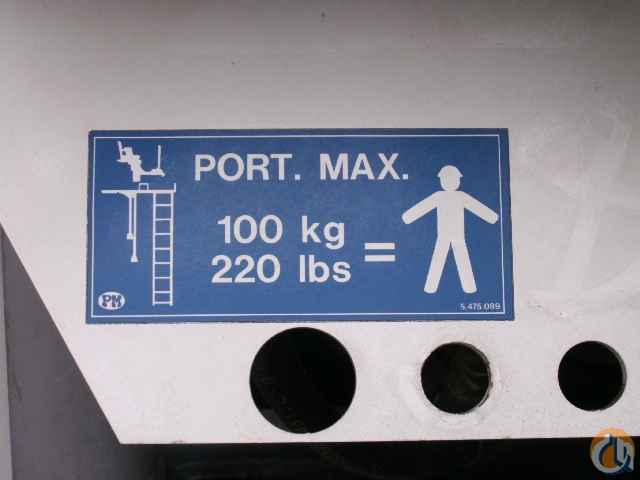 PORT. MAX.
100 kg
220 lbs
=
PM
5.475.089